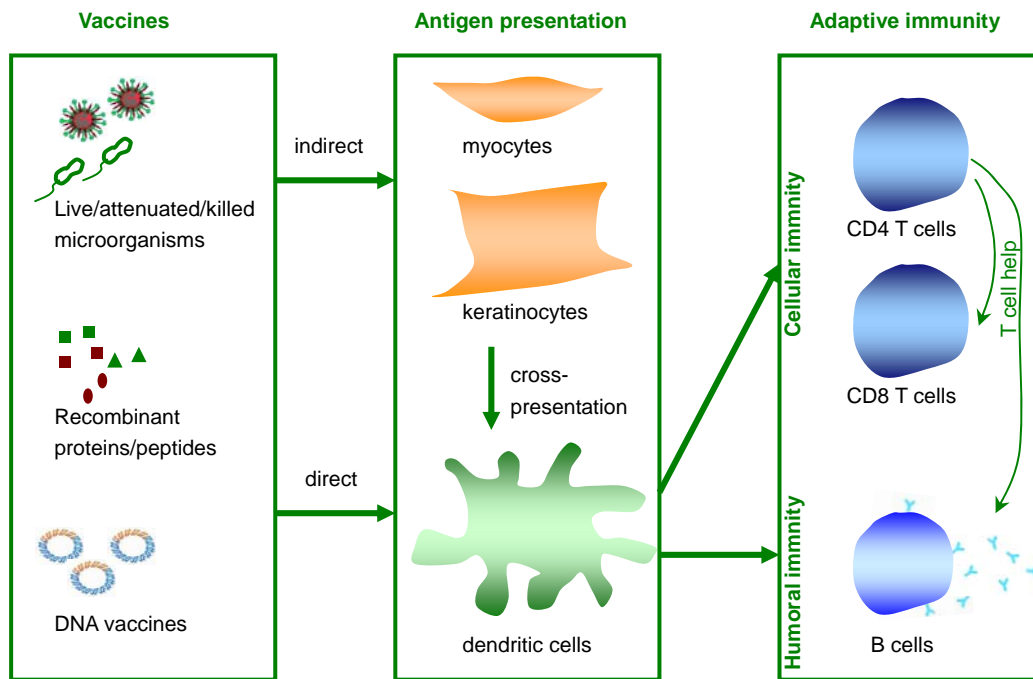 Vaccines
Live/attenuated/killed
microorganisms
Recombinant
proteins/peptides
DNA vaccines
indirect
direct
Antigen presentation
myocytes
keratinocytes
cross-
presentation
dendritic cells
Adaptive immunity
Cellular immnity
CD4 T cells
T cell help
CD8 T cells
Humoral immnity
B cells